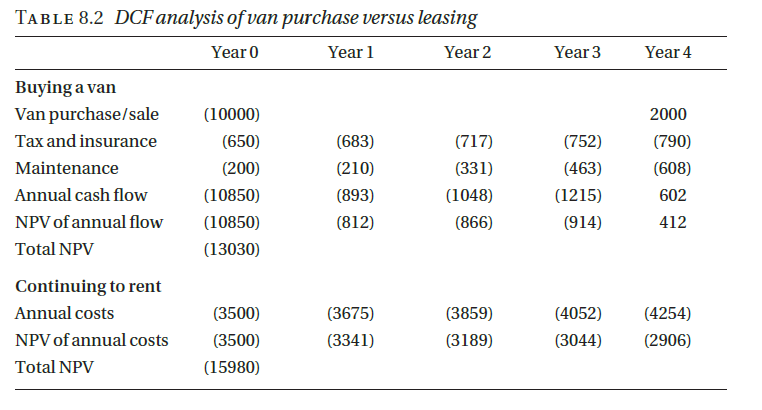 TABLE 8.2 DCF analysis of van purchase versus leasing
Year 0 Year 1 Year 2 Year 3 Year 4
Buying a van
Van purchase/sale (10000) 2000
Tax and insurance (650) (683) (717) (752) (790)
Maintenance (200) (210) (331) (463) (608)
Annual cash flow (10850) (893) (1048) (1215) 602
NPV of annual flow (10850) (812) (866) (914) 412
Total NPV (13030)
Continuing to rent
Annual costs (3500) (3675) (3859) (4052) (4254)
NPV of annual costs (3500) (3341) (3189) (3044) (2906)
Total NPV (15980)